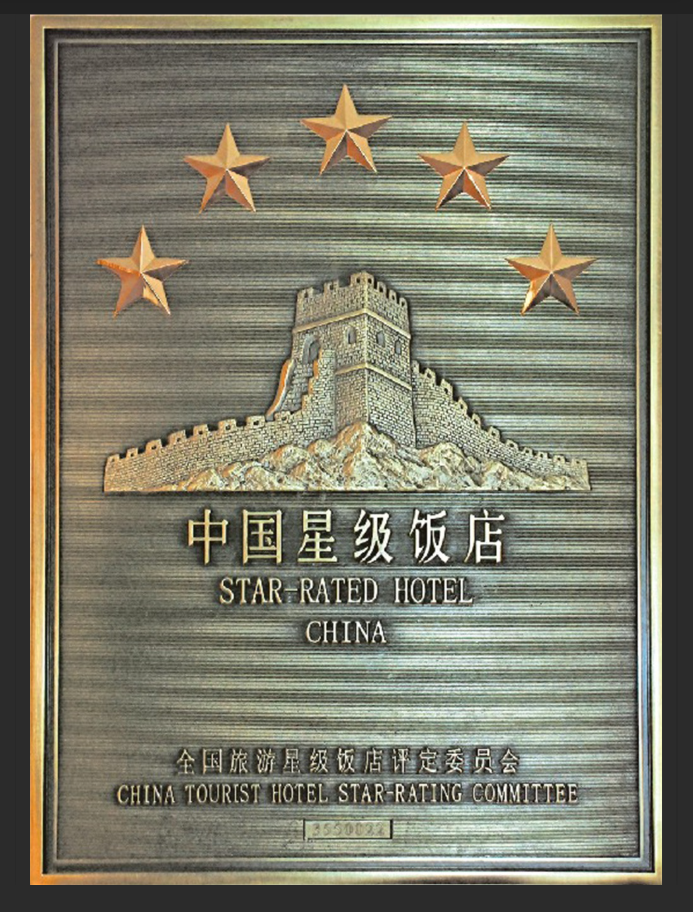 中国星级饭店
STAR-RATED HOTEL
CHINA
全国旅游星级饭店评定委员会
CHINA TOURIST HOTEL STAR-RATING COMMITTEE